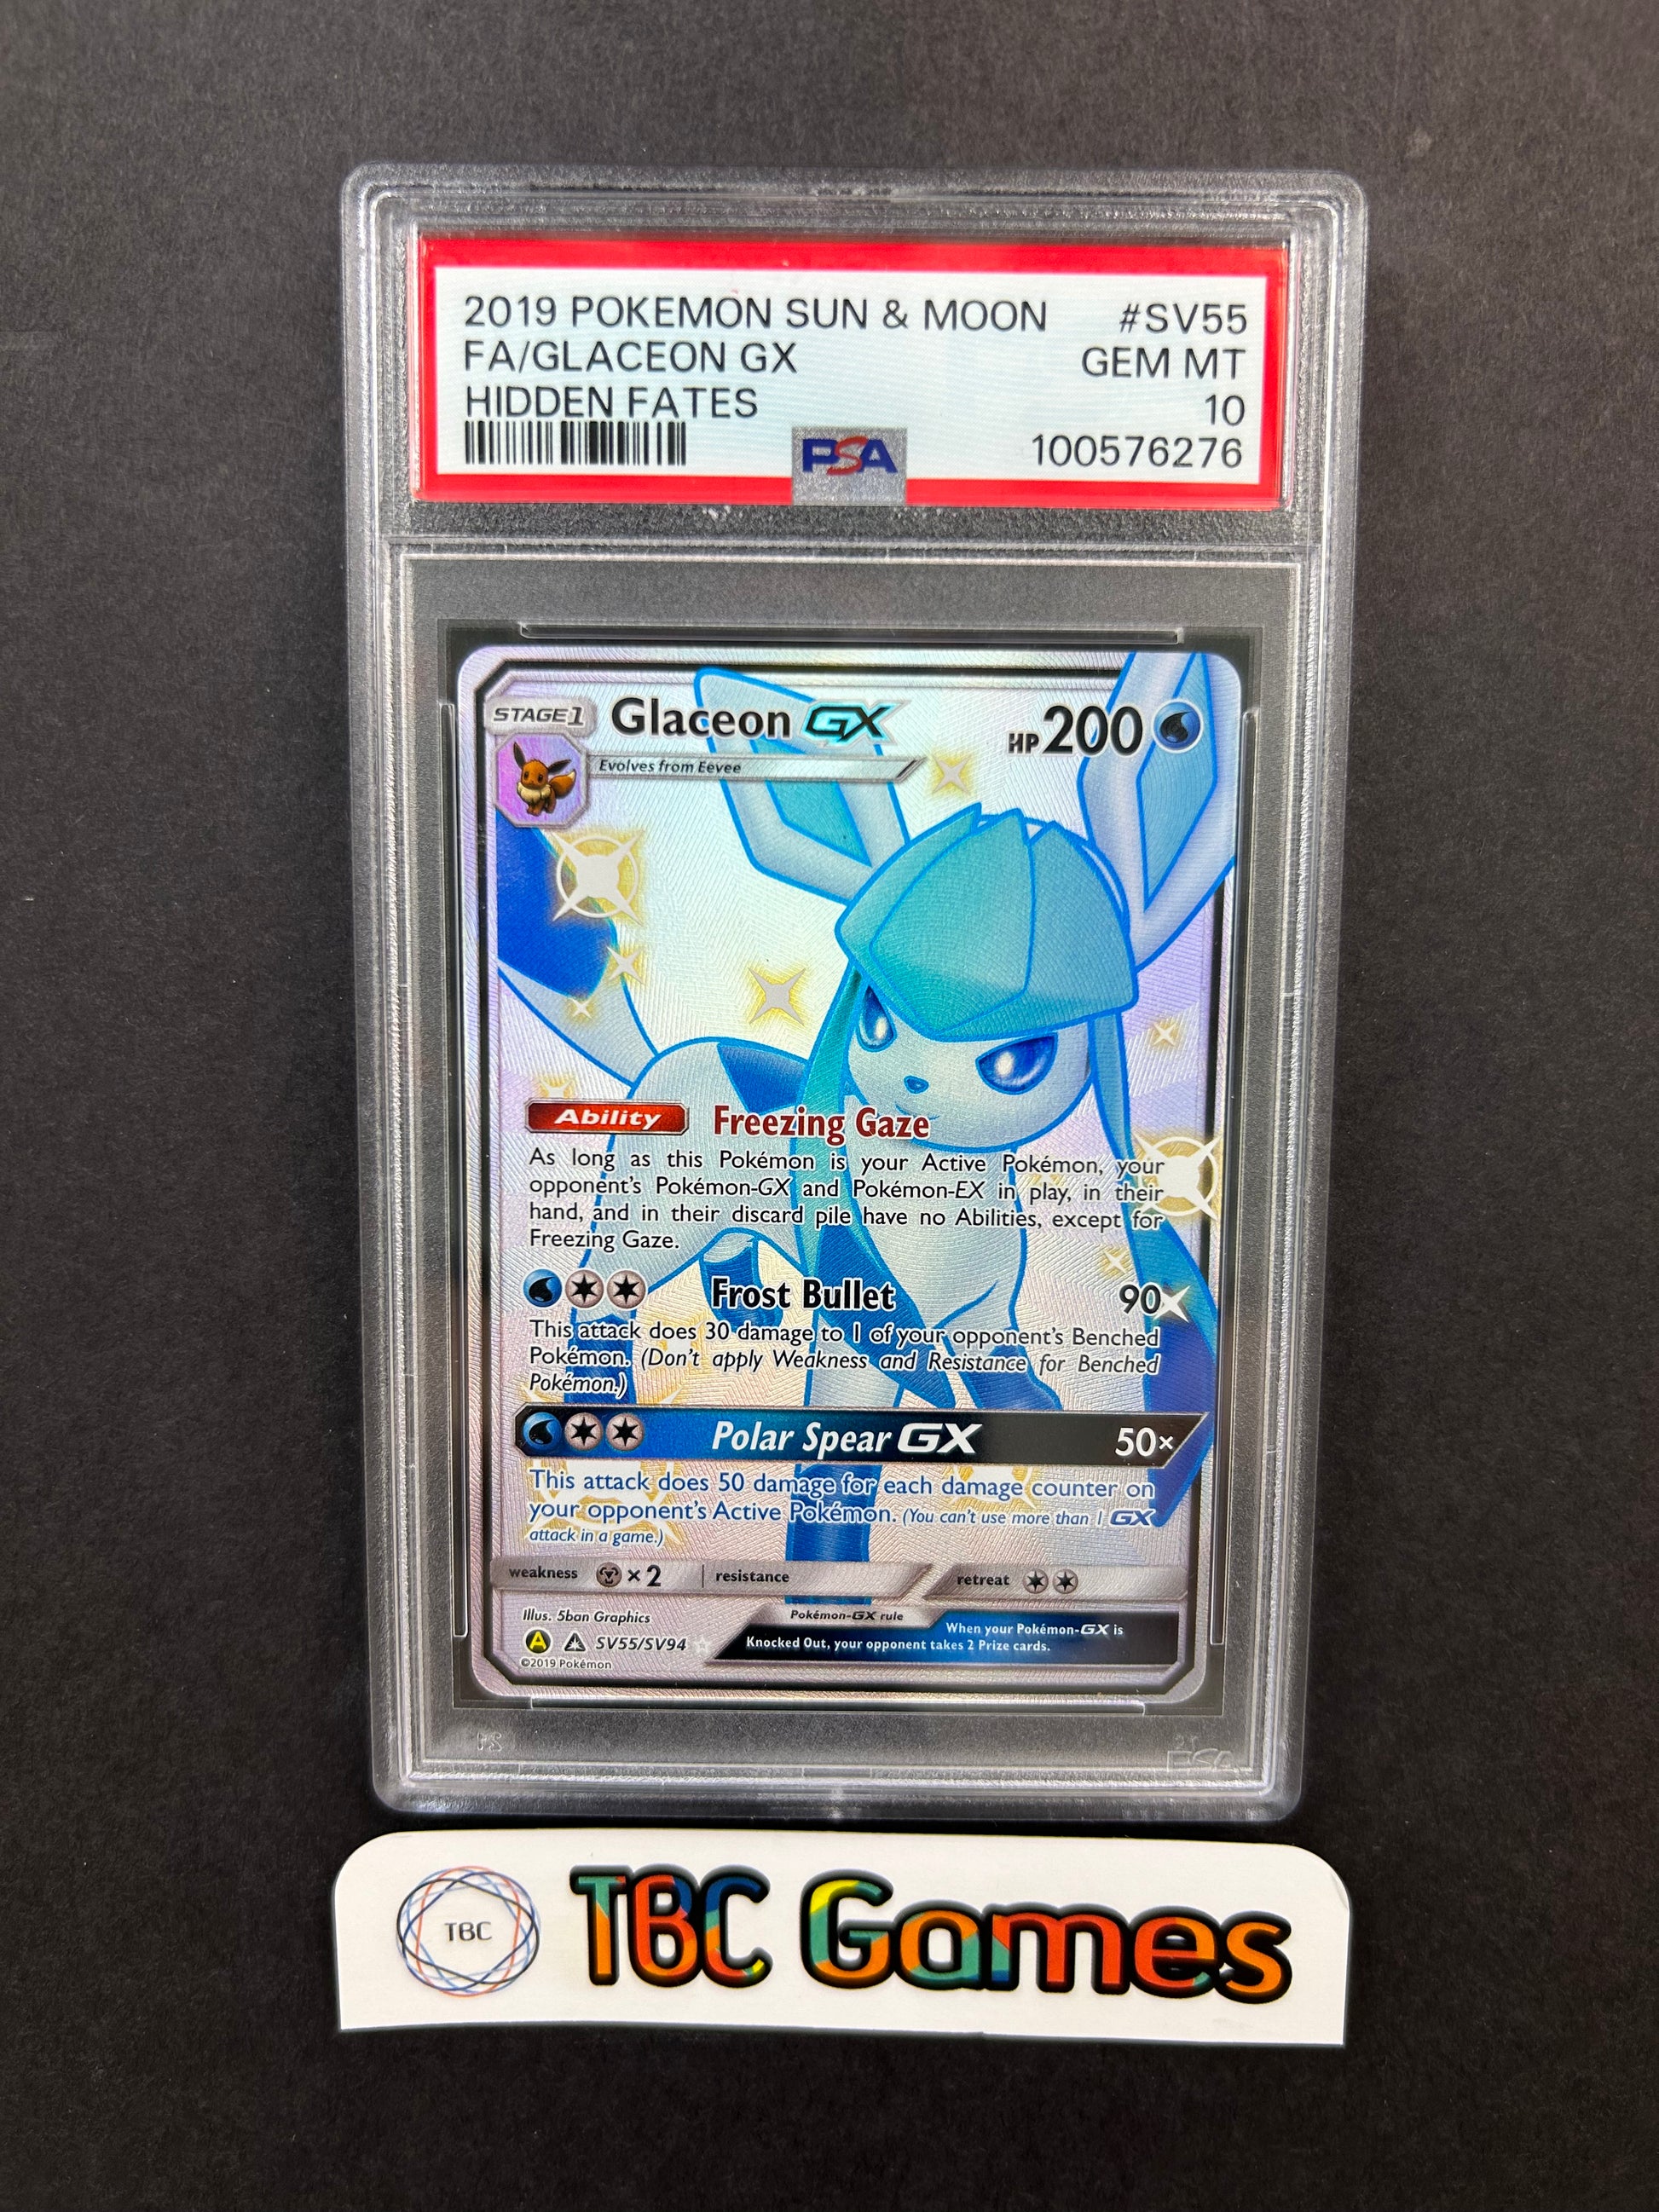 2019 POKEMON SUN & MOON #SV55
FA/GLACEON GX GEM MT
HIDDEN FATES 10
PSA 100576276
STAGE 1 Glaceon GX HP 200
Evolves from Eevee
Ability Freezing Gaze
As long as this Pokémon is your Active Pokémon, your
opponent's Pokémon-GX and Pokémon-EX in play, in their
hand, and in their discard pile have no Abilities, except for
Freezing Gaze.
Frost Bullet 90
This attack does 30 damage to 1 of your opponent's Benched
Pokémon. (Don't apply Weakness and Resistance for Benched
Pokémon.)
Polar Spear GX 50×
This attack does 50 damage for each damage counter on
your opponent's Active Pokémon. (You can't use more than 1 GX
attack in a game.)
weakness ×2 resistance retreat
Illus. 5ban Graphics Pokémon-GX rule When your Pokémon-GX is
A SV55/SV94 Knocked Out, your opponent takes 2 Prize cards.
©2019 Pokémon
PSA
TBC TBC Games